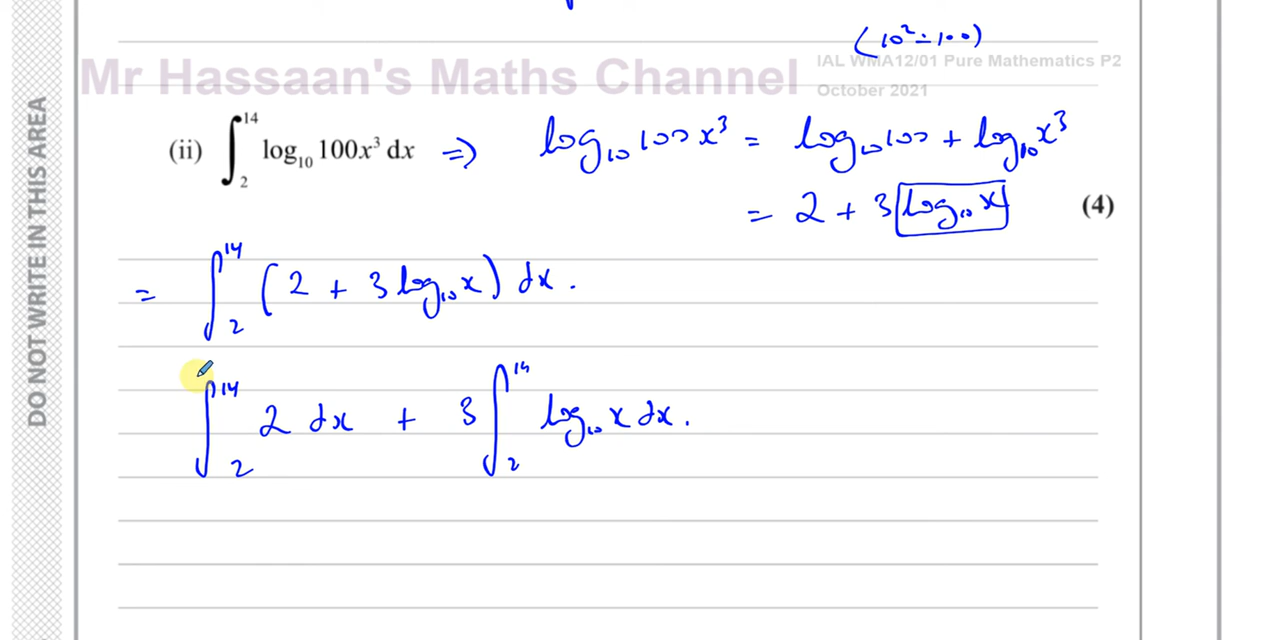 (10² = 100)
IAL WMA12/01 Pure Mathematics P2
Mr Hassaan's Maths Channel
October 2021
(ii) ∫₂¹⁴ log₁₀ 100x³ dx ⇒ log₁₀ 100x³ = log₁₀ 100 + log₁₀ x³
= 2 + 3 log₁₀ x (4)
= ∫₂¹⁴ (2 + 3 log₁₀ x) dx.
∫₂¹⁴ 2 dx + 3 ∫₂¹⁴ log₁₀ x dx.
DO NOT WRITE IN THIS AREA